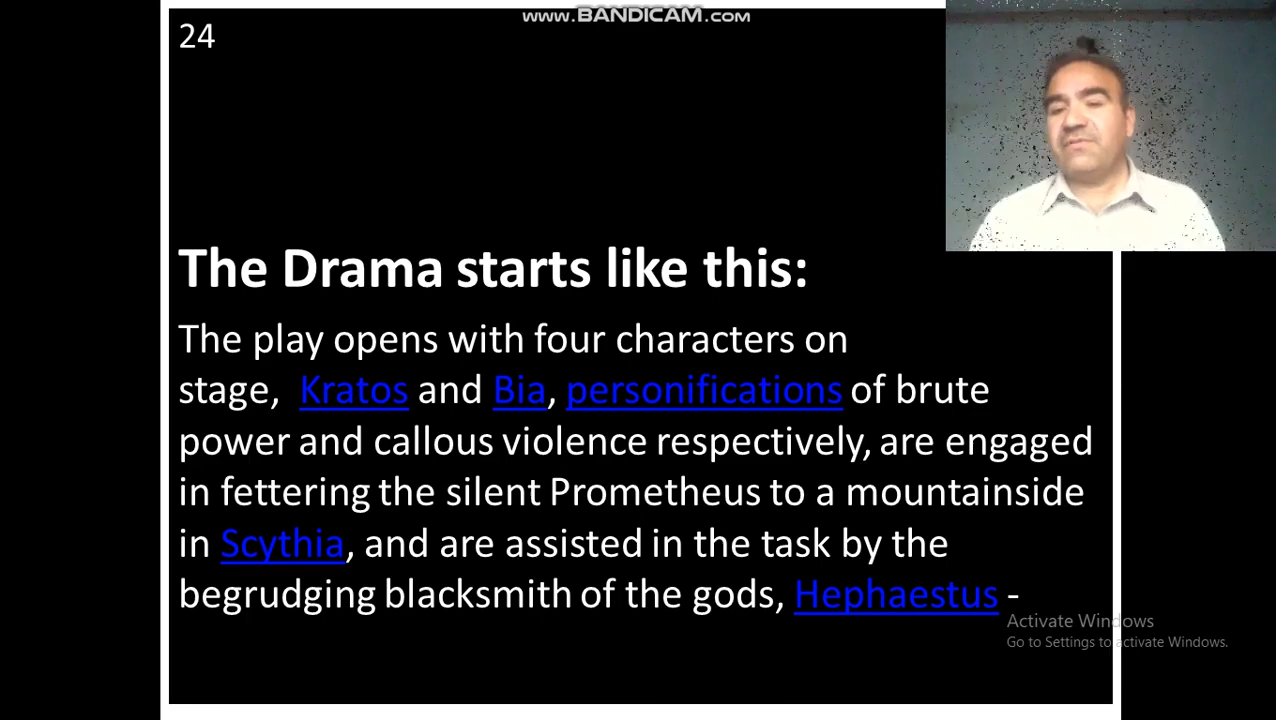 www.BANDICAM.com
24
The Drama starts like this:
The play opens with four characters on
stage, Kratos and Bia, personifications of brute
power and callous violence respectively, are engaged
in fettering the silent Prometheus to a mountainside
in Scythia, and are assisted in the task by the
begrudging blacksmith of the gods, Hephaestus -
Activate Windows
Go to Settings to activate Windows.